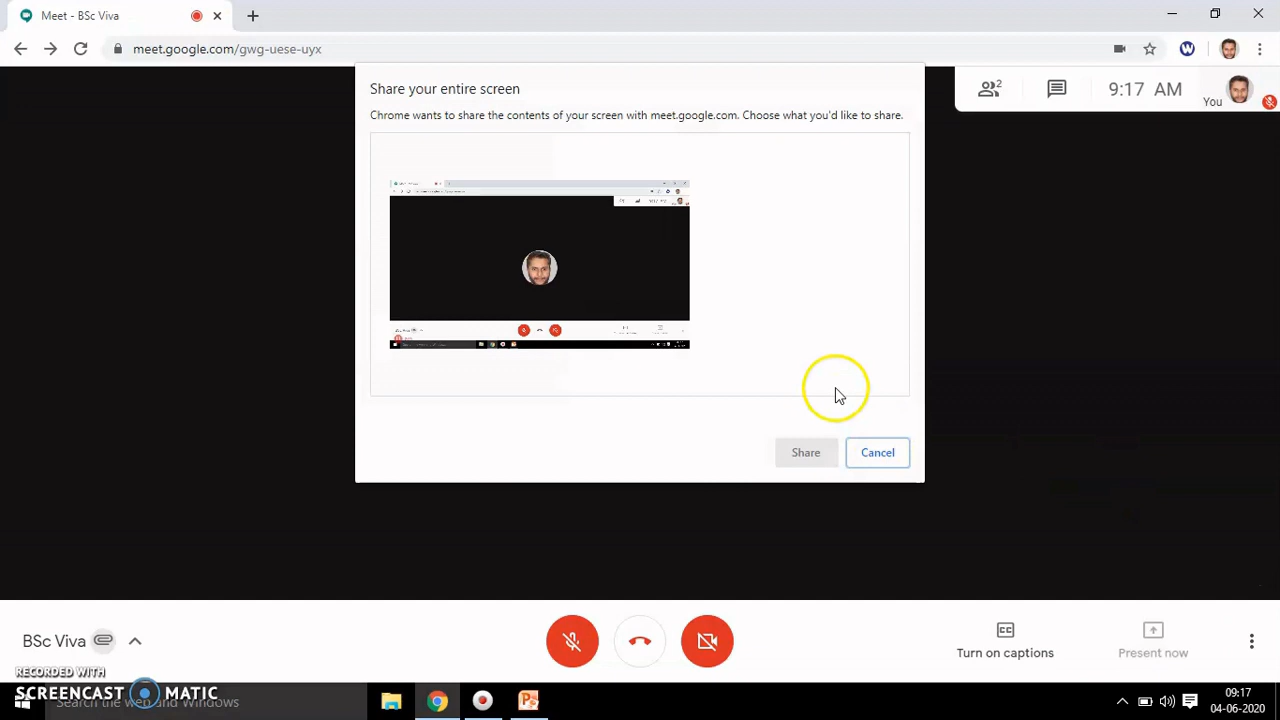 Meet - BSc Viva
meet.google.com/gwg-uese-uyx
Share your entire screen
Chrome wants to share the contents of your screen with meet.google.com. Choose what you'd like to share.
2
9:17 AM
You
Share
Cancel
BSc Viva
Turn on captions
Present now
RECORDED WITH
SCREENCAST MATIC
Search the web and Windows
09:17
04-06-2020